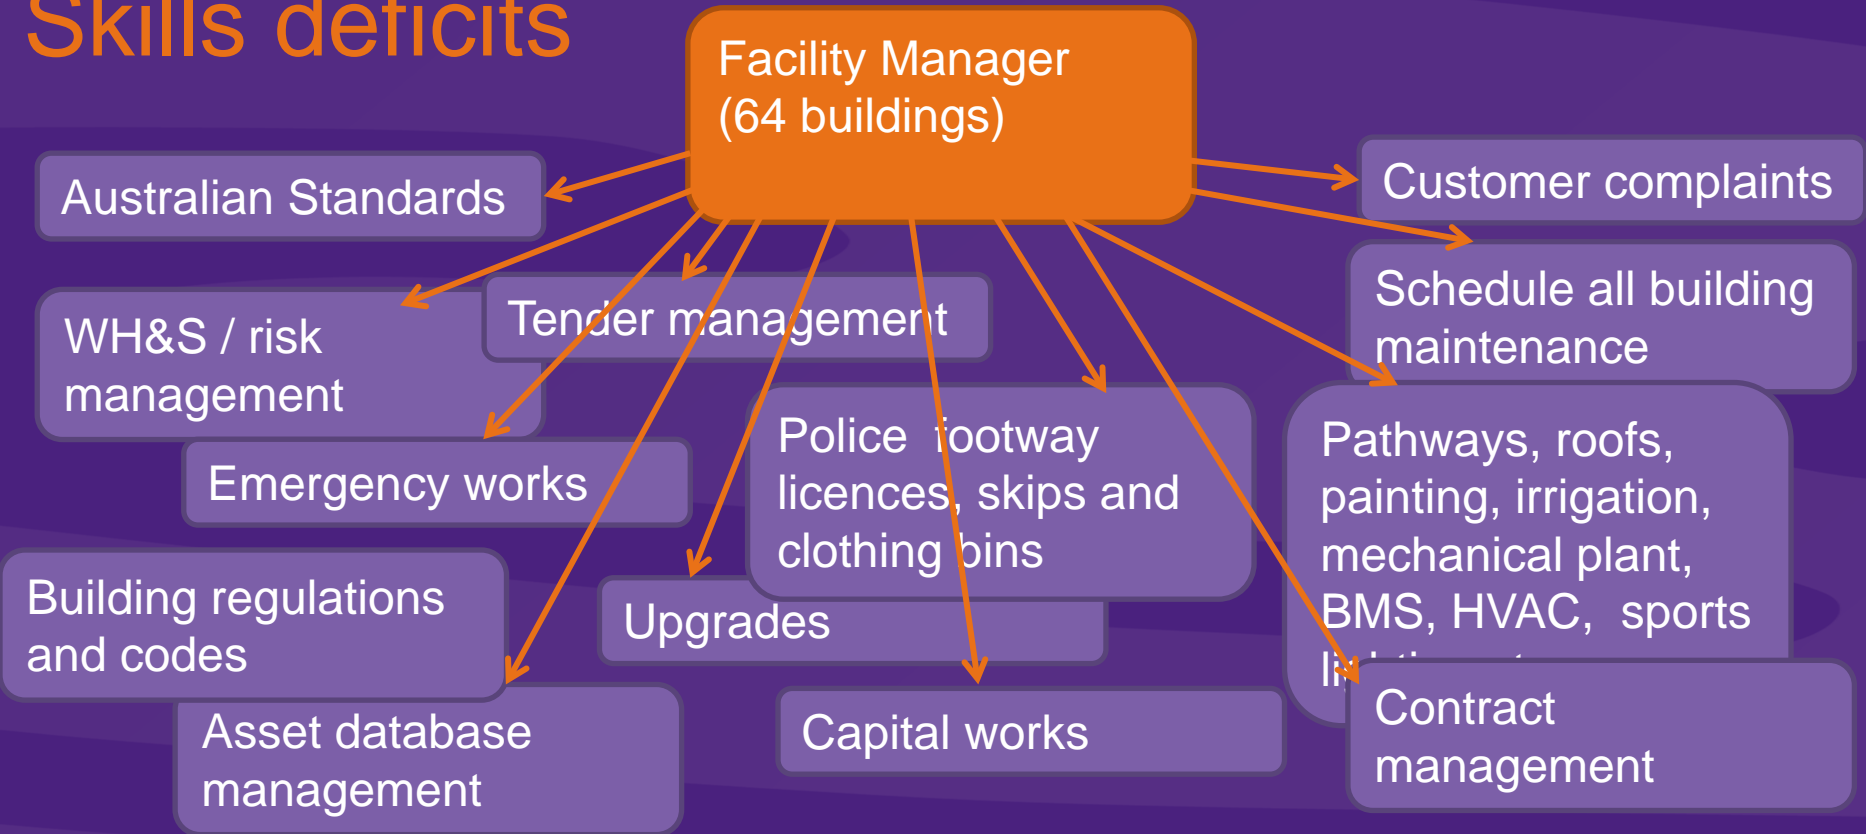 Skills deficits
Facility Manager
(64 buildings)
Australian Standards
Customer complaints
WH&S / risk
management
Tender management
Schedule all building
maintenance
Emergency works
Police footway
licences, skips and
clothing bins
Pathways, roofs,
painting, irrigation,
mechanical plant,
BMS, HVAC, sports
Building regulations
and codes
Upgrades
Asset database
management
Capital works
Contract
management